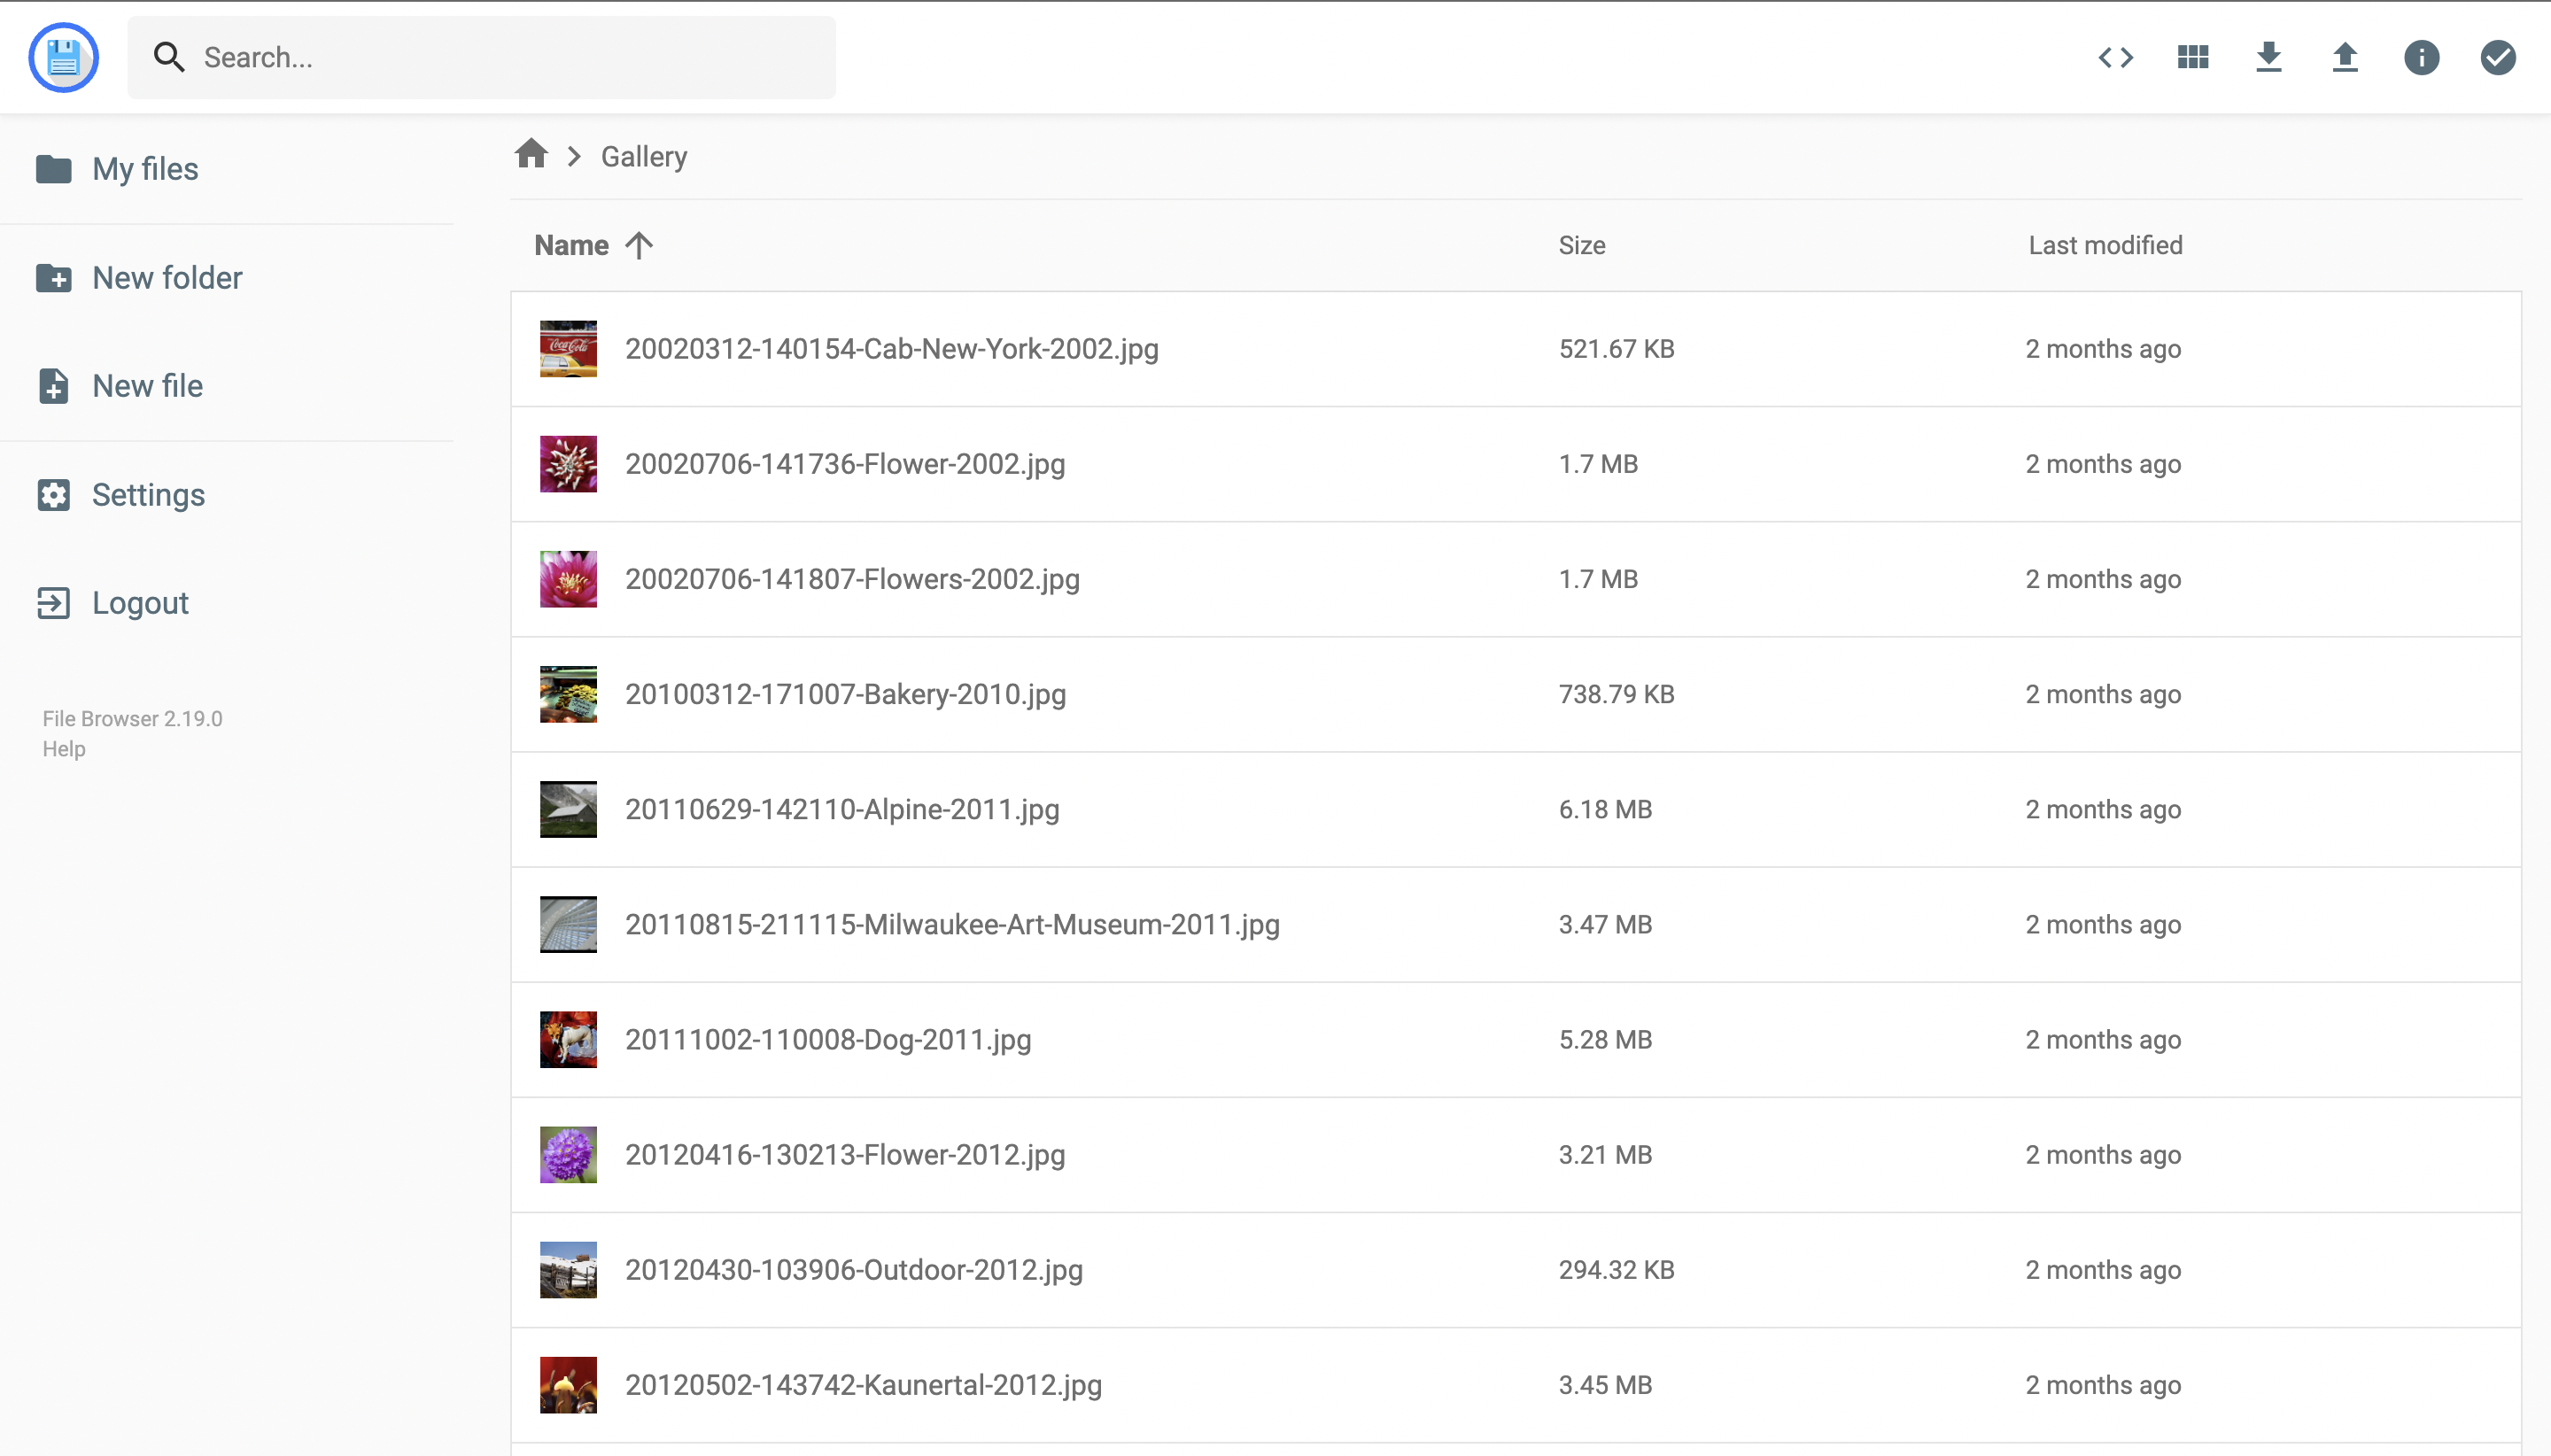 Search...
My files
New folder
New file
Settings
Logout
File Browser 2.19.0
Help
Gallery
Name Size Last modified
20020312-140154-Cab-New-York-2002.jpg 521.67 KB 2 months ago
20020706-141736-Flower-2002.jpg 1.7 MB 2 months ago
20020706-141807-Flowers-2002.jpg 1.7 MB 2 months ago
20100312-171007-Bakery-2010.jpg 738.79 KB 2 months ago
20110629-142110-Alpine-2011.jpg 6.18 MB 2 months ago
20110815-211115-Milwaukee-Art-Museum-2011.jpg 3.47 MB 2 months ago
20111002-110008-Dog-2011.jpg 5.28 MB 2 months ago
20120416-130213-Flower-2012.jpg 3.21 MB 2 months ago
20120430-103906-Outdoor-2012.jpg 294.32 KB 2 months ago
20120502-143742-Kaunertal-2012.jpg 3.45 MB 2 months ago
Coca-Cola